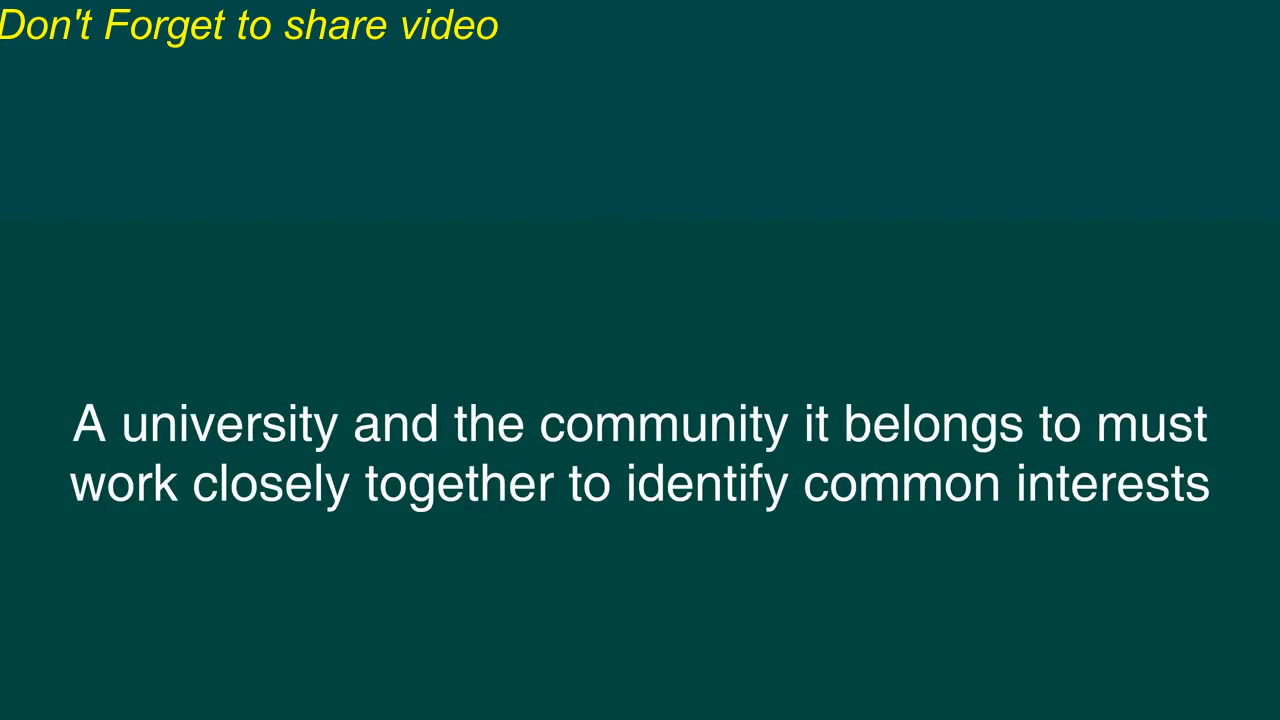 Don't Forget to share video
A university and the community it belongs to must
work closely together to identify common interests